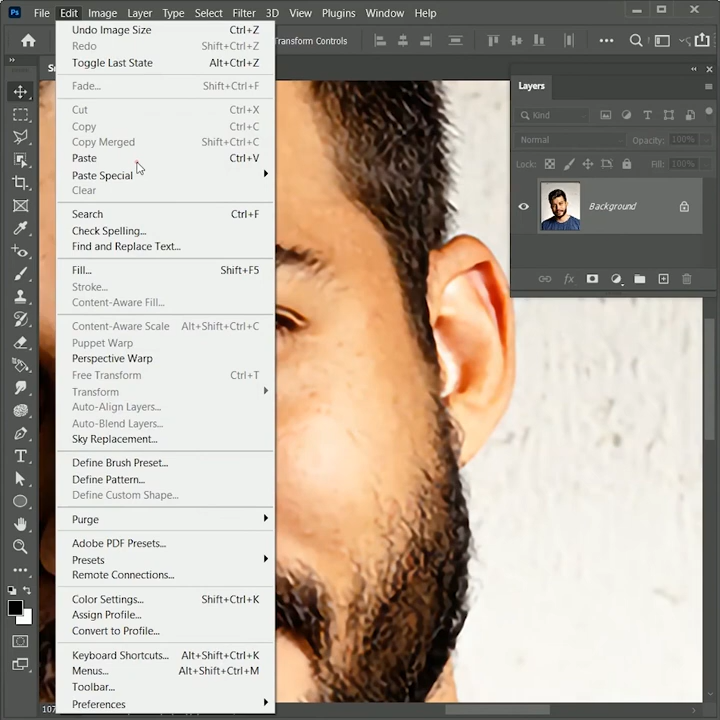 Ps File Edit Image Layer Type Select Filter 3D View Plugins Window Help
Transform Controls
Undo Image Size Ctrl+Z
Redo Shift+Ctrl+Z
Toggle Last State Alt+Ctrl+Z
Fade... Shift+Ctrl+F
Cut Ctrl+X
Copy Ctrl+C
Copy Merged Shift+Ctrl+C
Paste Ctrl+V
Paste Special
Clear
Search Ctrl+F
Check Spelling...
Find and Replace Text...
Fill... Shift+F5
Stroke...
Content-Aware Fill...
Content-Aware Scale Alt+Shift+Ctrl+C
Puppet Warp
Perspective Warp
Free Transform Ctrl+T
Transform
Auto-Align Layers...
Auto-Blend Layers...
Sky Replacement...
Define Brush Preset...
Define Pattern...
Define Custom Shape...
Purge
Adobe PDF Presets...
Presets
Remote Connections...
Color Settings... Shift+Ctrl+K
Assign Profile...
Convert to Profile...
Keyboard Shortcuts... Alt+Shift+Ctrl+K
Menus... Alt+Shift+Ctrl+M
Toolbar...
Preferences
Layers
Kind
Normal Opacity: 100%
Lock: Fill: 100%
Background
fx